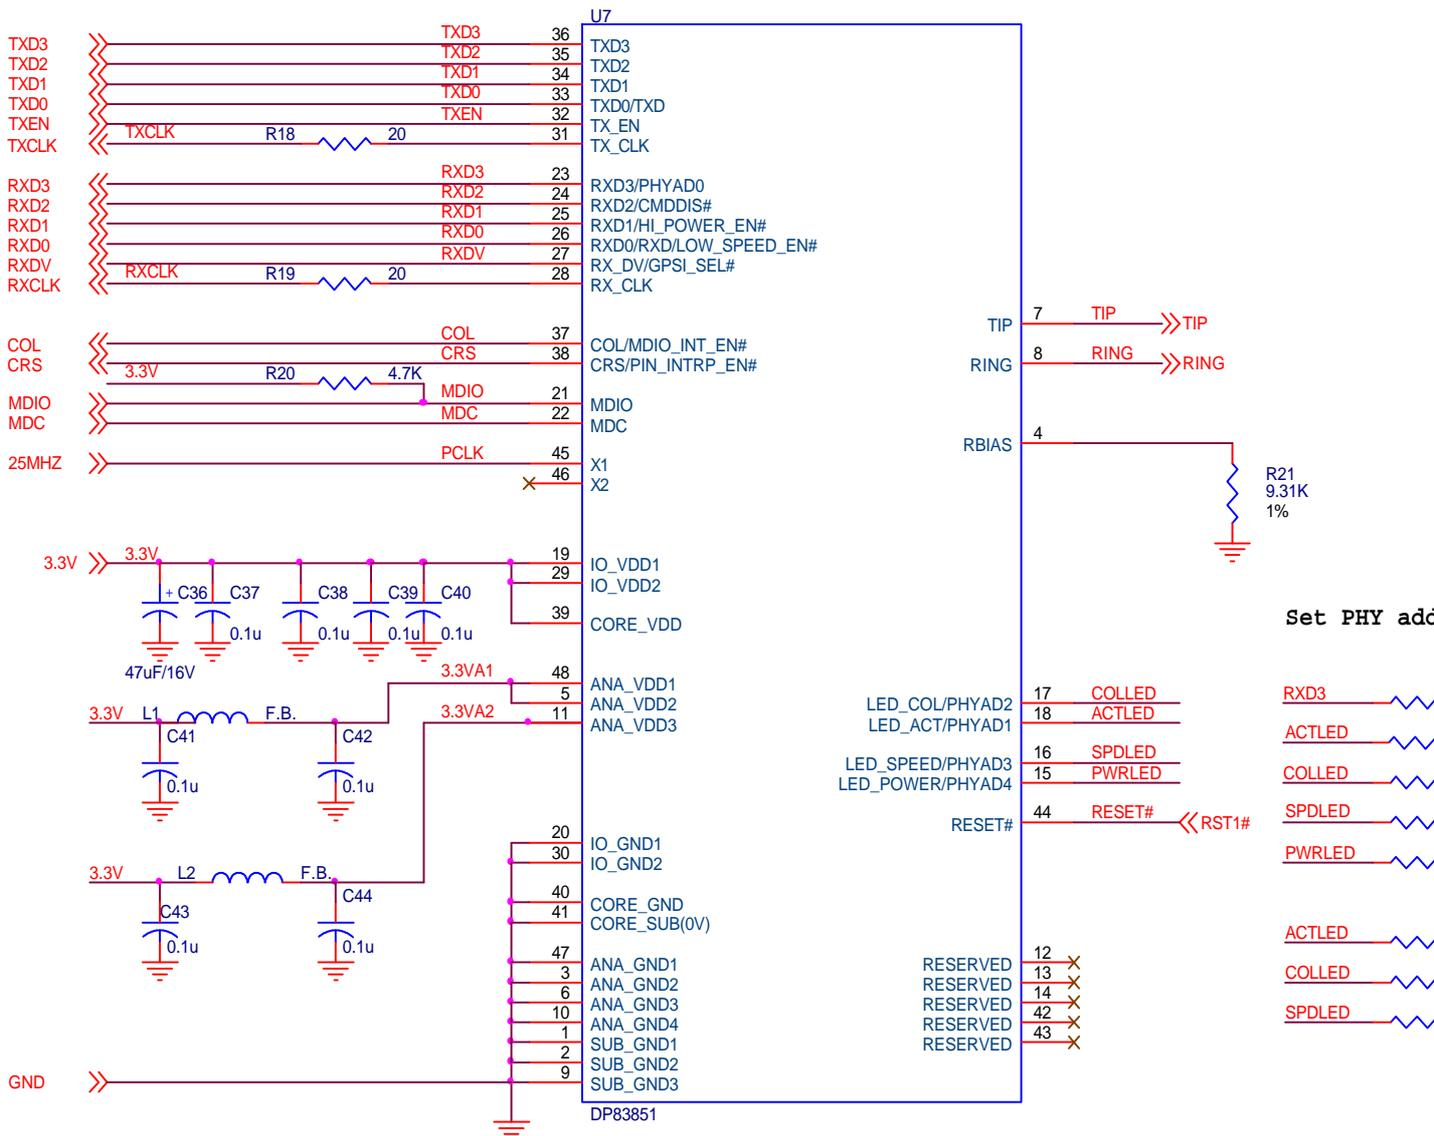 U7
TXD3 TXD3 36 TXD3
TXD2 TXD2 35 TXD2
TXD1 TXD1 34 TXD1
TXD0 TXD0 33 TXD0/TXD
TXEN TXEN 32 TX_EN
TXCLK TXCLK R18 20 31 TX_CLK
RXD3 RXD3 23 RXD3/PHYAD0
RXD2 RXD2 24 RXD2/CMDDIS#
RXD1 RXD1 25 RXD1/HI_POWER_EN#
RXD0 RXD0 26 RXD0/RXD/LOW_SPEED_EN#
RXDV RXDV 27 RX_DV/GPSI_SEL#
RXCLK RXCLK R19 20 28 RX_CLK
TIP 7 TIP TIP
COL COL 37 COL/MDIO_INT_EN#
CRS CRS 38 CRS/PIN_INTRP_EN# RING 8 RING RING
3.3V R20 4.7K
MDIO MDIO 21 MDIO
MDC MDC 22 MDC
RBIAS 4
25MHZ PCLK 45 X1
46 X2
R21
9.31K
1%
3.3V 3.3V 19 IO_VDD1
29 IO_VDD2
+ C36 C37 C38 C39 C40
39 CORE_VDD
0.1u 0.1u 0.1u 0.1u
Set PHY add
47uF/16V
3.3VA1 48 ANA_VDD1
5 ANA_VDD2 LED_COL/PHYAD2 17 COLLED RXD3
3.3V L1 F.B. 3.3VA2 11 ANA_VDD3 LED_ACT/PHYAD1 18 ACTLED
C41 C42 ACTLED
LED_SPEED/PHYAD3 16 SPDLED
0.1u 0.1u LED_POWER/PHYAD4 15 PWRLED COLLED
RESET# 44 RESET# RST1# SPDLED
20 IO_GND1
30 IO_GND2 PWRLED
3.3V L2 F.B.
C43 C44 40 CORE_GND
41 CORE_SUB(0V)
0.1u 0.1u ACTLED
47 ANA_GND1 RESERVED 12
3 ANA_GND2 RESERVED 13 COLLED
6 ANA_GND3 RESERVED 14
10 ANA_GND4 RESERVED 42 SPDLED
1 SUB_GND1 RESERVED 43
2 SUB_GND2
GND 9 SUB_GND3
DP83851